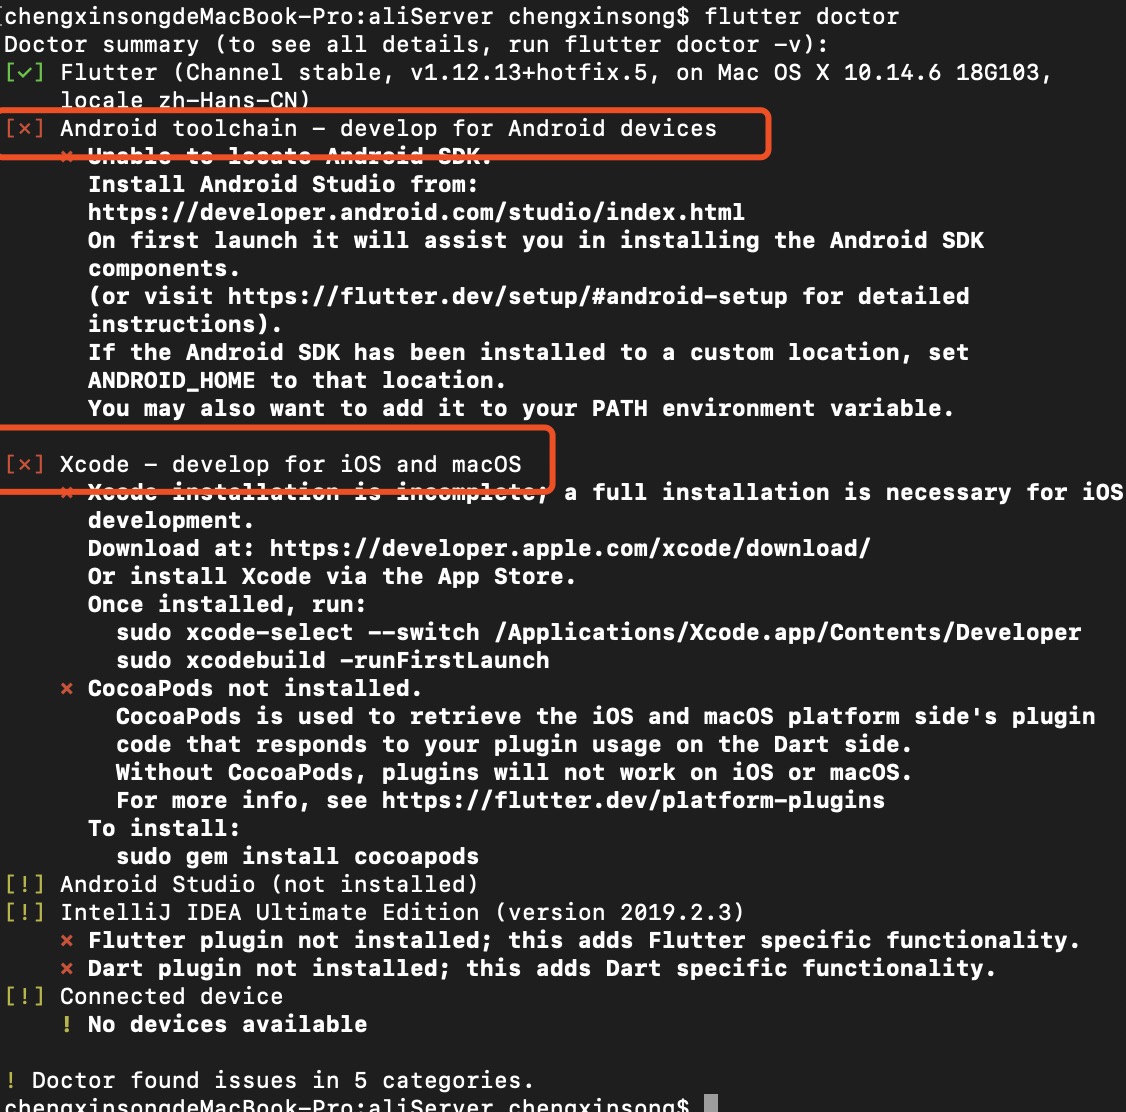 chengxinsongdeMacBook-Pro:aliServer chengxinsong$ flutter doctor
Doctor summary (to see all details, run flutter doctor -v):
[✓] Flutter (Channel stable, v1.12.13+hotfix.5, on Mac OS X 10.14.6 18G103,
locale zh-Hans-CN)
[✗] Android toolchain - develop for Android devices
✗ Unable to locate Android SDK.
Install Android Studio from:
https://developer.android.com/studio/index.html
On first launch it will assist you in installing the Android SDK
components.
(or visit https://flutter.dev/setup/#android-setup for detailed
instructions).
If the Android SDK has been installed to a custom location, set
ANDROID_HOME to that location.
You may also want to add it to your PATH environment variable.
[✗] Xcode - develop for iOS and macOS
✗ Xcode installation is incomplete; a full installation is necessary for iOS
development.
Download at: https://developer.apple.com/xcode/download/
Or install Xcode via the App Store.
Once installed, run:
sudo xcode-select --switch /Applications/Xcode.app/Contents/Developer
sudo xcodebuild -runFirstLaunch
✗ CocoaPods not installed.
CocoaPods is used to retrieve the iOS and macOS platform side's plugin
code that responds to your plugin usage on the Dart side.
Without CocoaPods, plugins will not work on iOS or macOS.
For more info, see https://flutter.dev/platform-plugins
To install:
sudo gem install cocoapods
[!] Android Studio (not installed)
[!] IntelliJ IDEA Ultimate Edition (version 2019.2.3)
✗ Flutter plugin not installed; this adds Flutter specific functionality.
✗ Dart plugin not installed; this adds Dart specific functionality.
[!] Connected device
! No devices available
! Doctor found issues in 5 categories.
chengxinsongdeMacBook-Pro:aliServer chengxinsong$